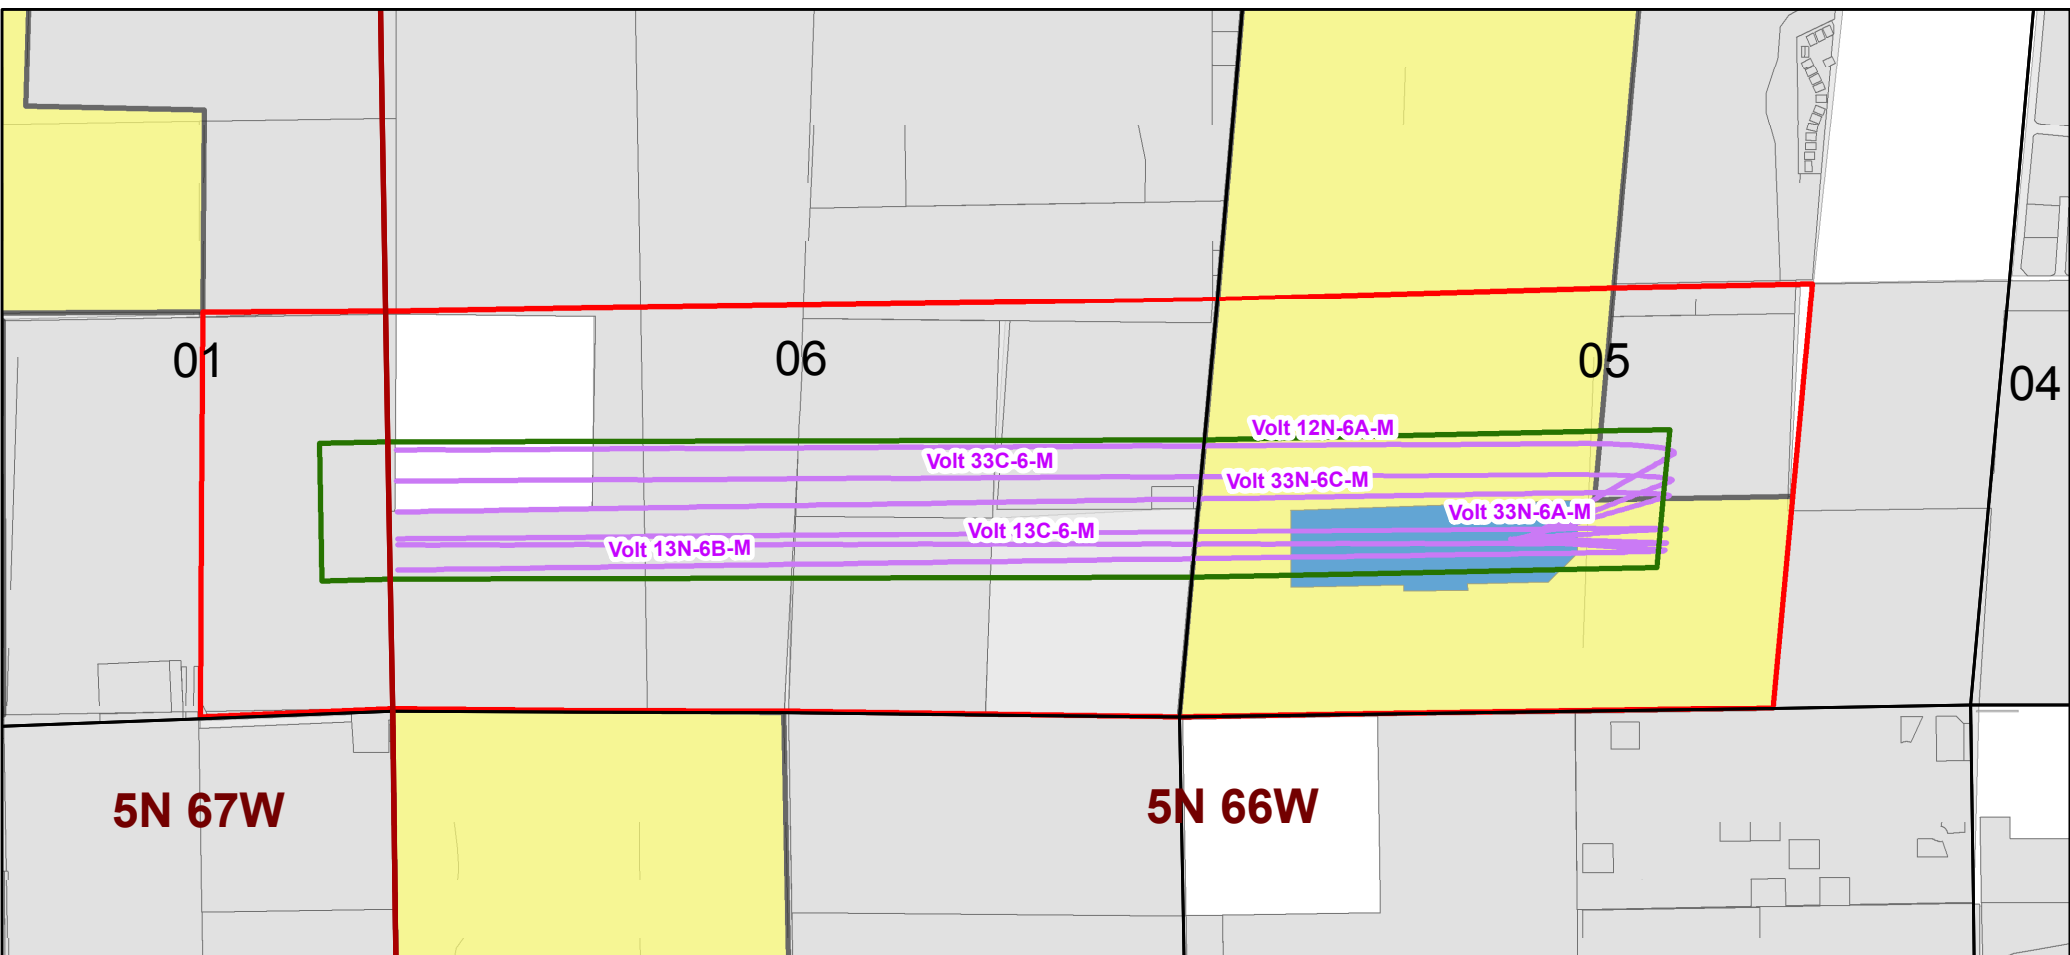 01
06
05
04
Volt 12N-6A-M
Volt 33C-6-M
Volt 33N-6C-M
Volt 33N-6A-M
Volt 13C-6-M
Volt 13N-6B-M
5N 67W
5N 66W